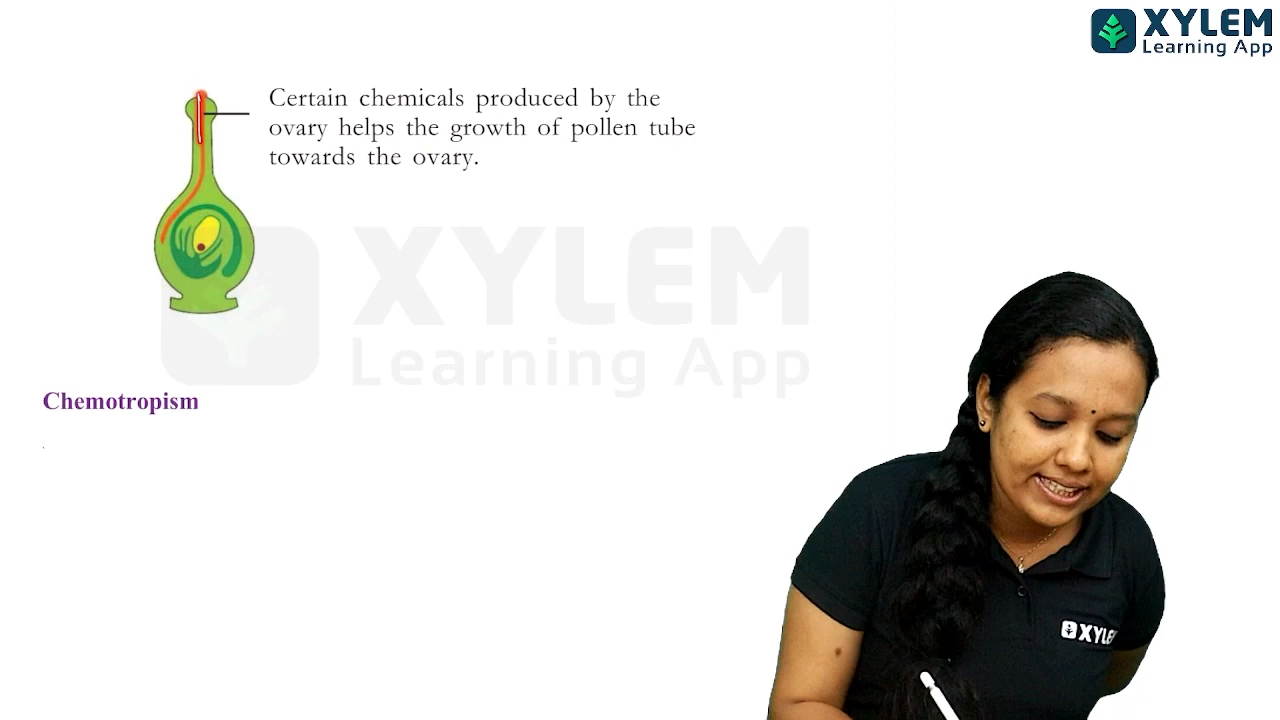 XYLEM
Learning App
Certain chemicals produced by the
ovary helps the growth of pollen tube
towards the ovary.
XYLEM
Learning App
Chemotropism
XYLE